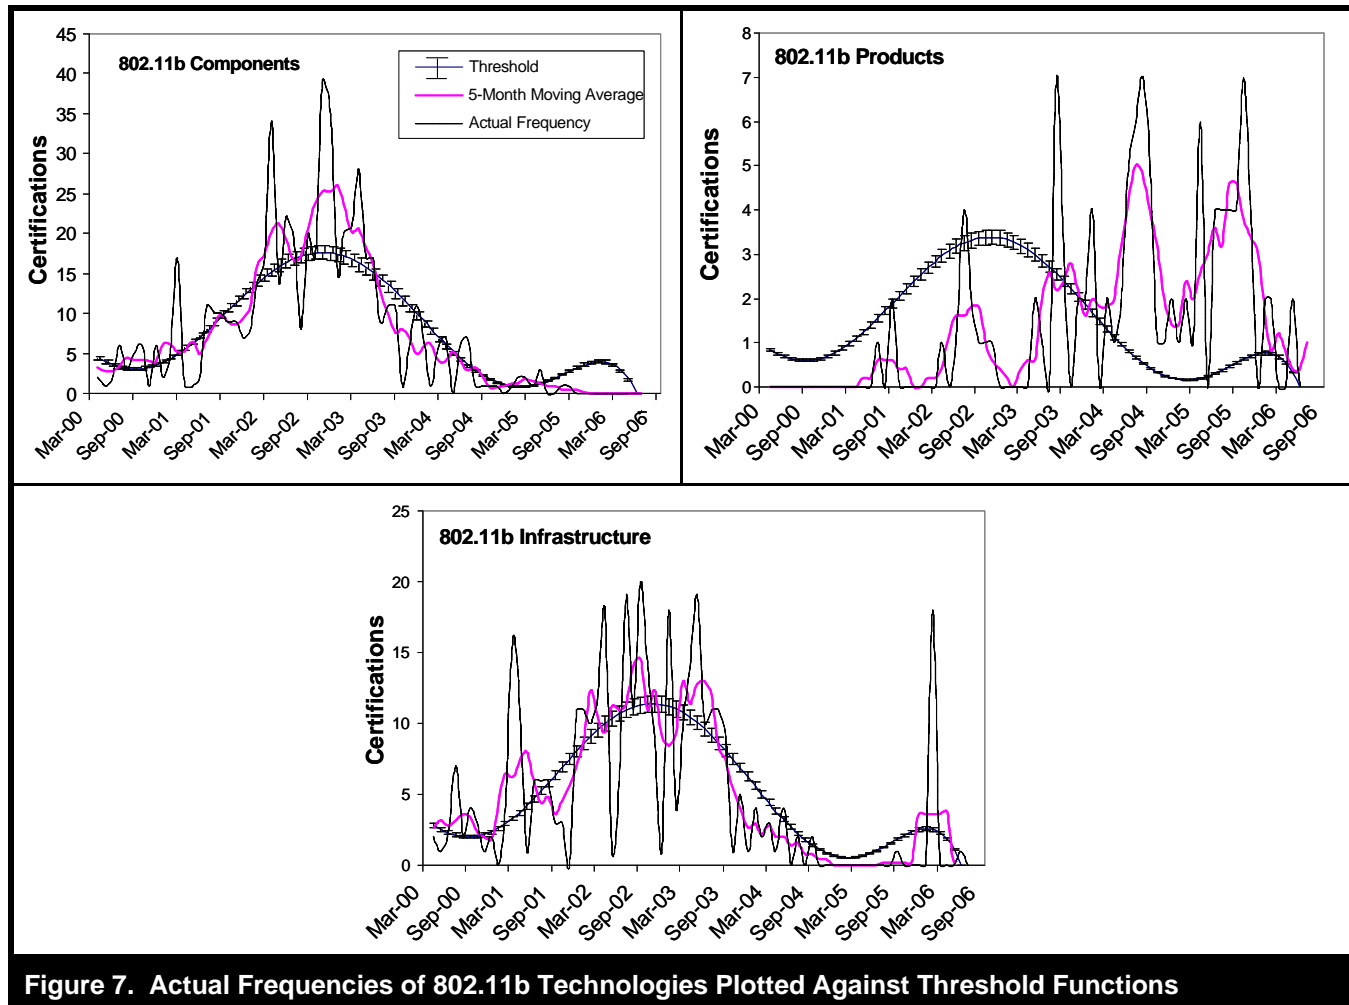 802.11b Components
Threshold
5-Month Moving Average
Actual Frequency
Certifications
45
40
35
30
25
20
15
10
5
0
Mar-00
Sep-00
Mar-01
Sep-01
Mar-02
Sep-02
Mar-03
Sep-03
Mar-04
Sep-04
Mar-05
Sep-05
Mar-06
Sep-06
802.11b Products
Certifications
8
7
6
5
4
3
2
1
0
Mar-00
Sep-00
Mar-01
Sep-01
Mar-02
Sep-02
Mar-03
Sep-03
Mar-04
Sep-04
Mar-05
Sep-05
Mar-06
Sep-06
802.11b Infrastructure
Certifications
25
20
15
10
5
0
Mar-00
Sep-00
Mar-01
Sep-01
Mar-02
Sep-02
Mar-03
Sep-03
Mar-04
Sep-04
Mar-05
Sep-05
Mar-06
Sep-06
Figure 7. Actual Frequencies of 802.11b Technologies Plotted Against Threshold Functions